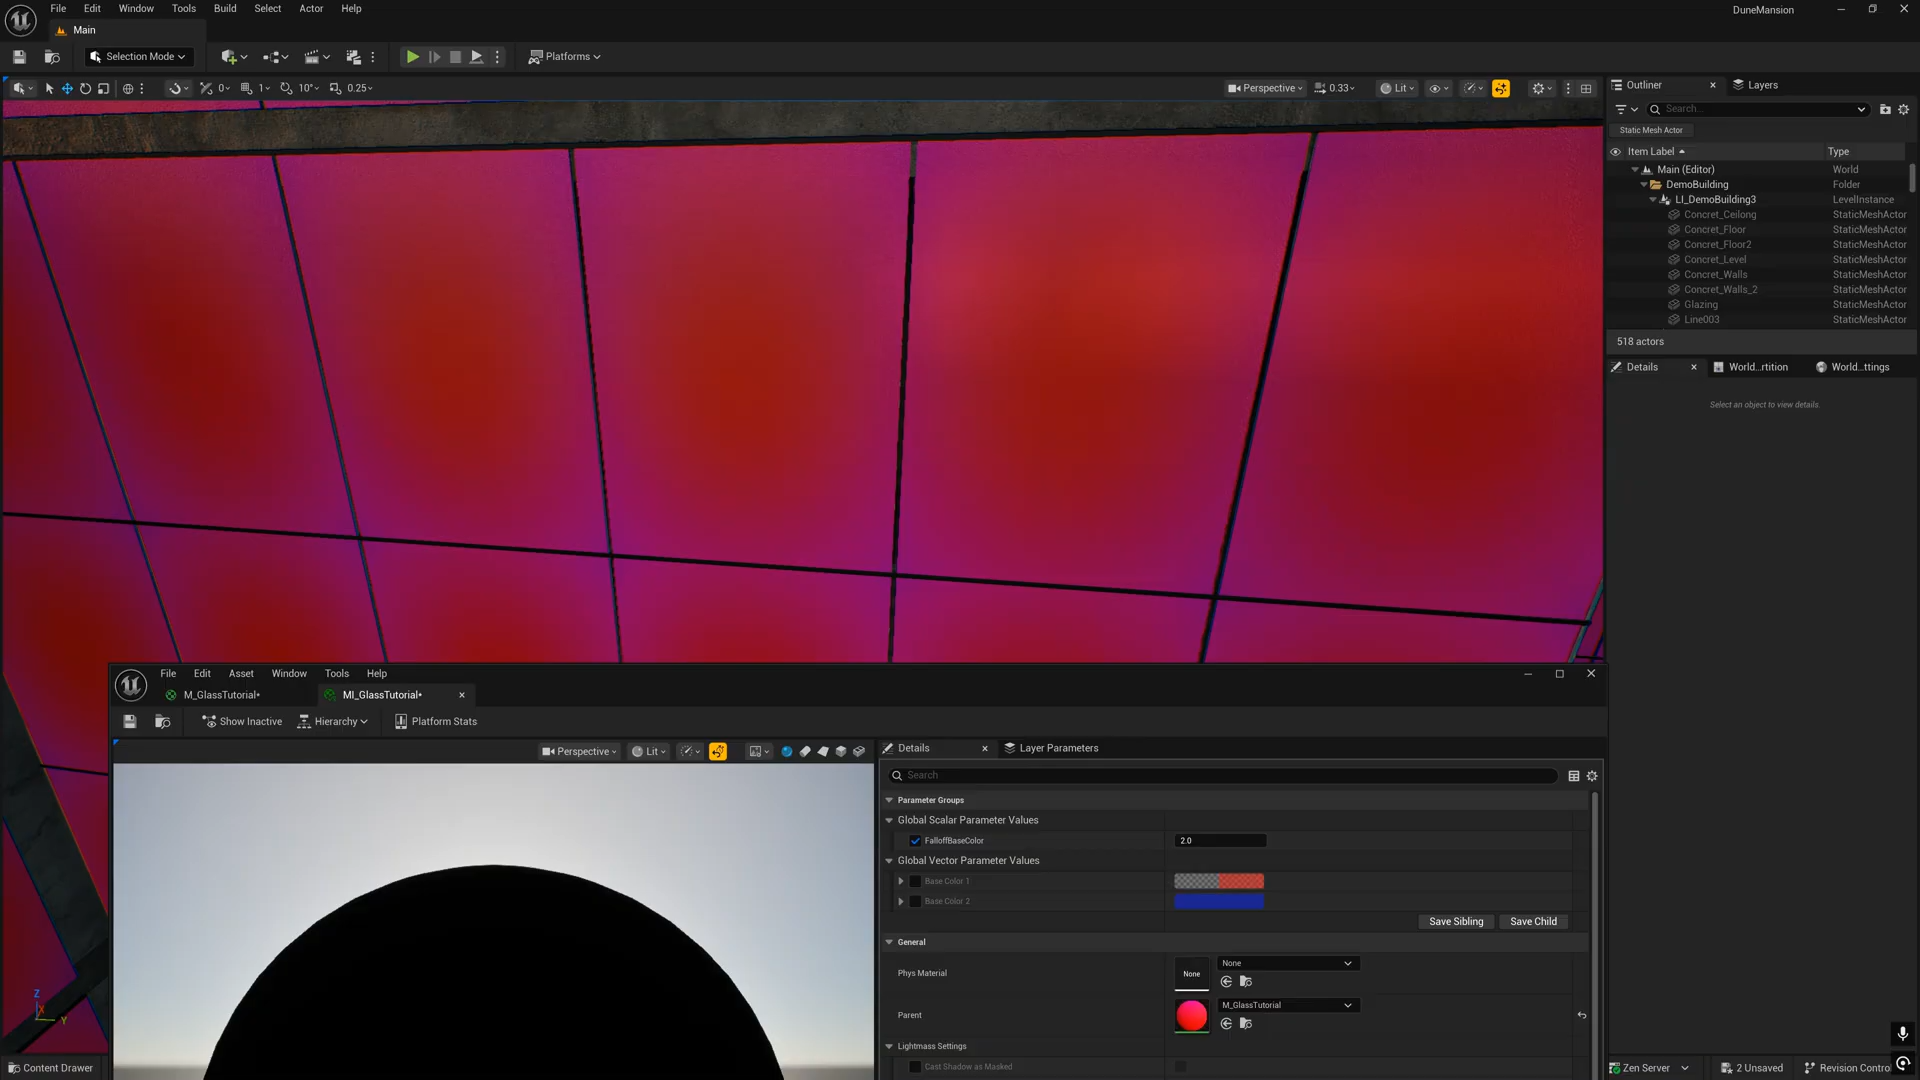 File Edit Window Tools Build Select Actor Help
DuneMansion
Main
Selection Mode
Platforms
0 1 10° 0.25
Perspective 0.33 Lit
Outliner
Layers
Search...
Static Mesh Actor
Item Label Type
Main (Editor) World
DemoBuilding Folder
LI_DemoBuilding3 LevelInstance
Concret_Ceilong StaticMeshActor
Concret_Floor StaticMeshActor
Concret_Floor2 StaticMeshActor
Concret_Level StaticMeshActor
Concret_Walls StaticMeshActor
Concret_Walls_2 StaticMeshActor
Glazing StaticMeshActor
Line003 StaticMeshActor
518 actors
Details World...rtition World...ttings
Select an object to view details.
Z
X
Y
File Edit Asset Window Tools Help
M_GlassTutorial•
MI_GlassTutorial•
Show Inactive Hierarchy Platform Stats
Perspective Lit
Details Layer Parameters
Search
Parameter Groups
Global Scalar Parameter Values
FalloffBaseColor 2.0
Global Vector Parameter Values
Base Color 1
Base Color 2
Save Sibling Save Child
General
Phys Material None None
Parent M_GlassTutorial
Lightmass Settings
Cast Shadow as Masked
Content Drawer
Zen Server 2 Unsaved Revision Contro